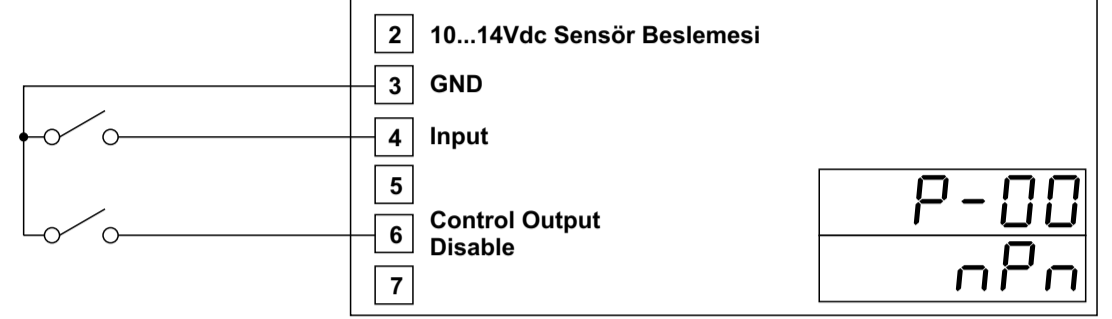 2 10...14Vdc Sensör Beslemesi
3 GND
4 Input
5
6 Control Output
Disable
7
P-00
nPn